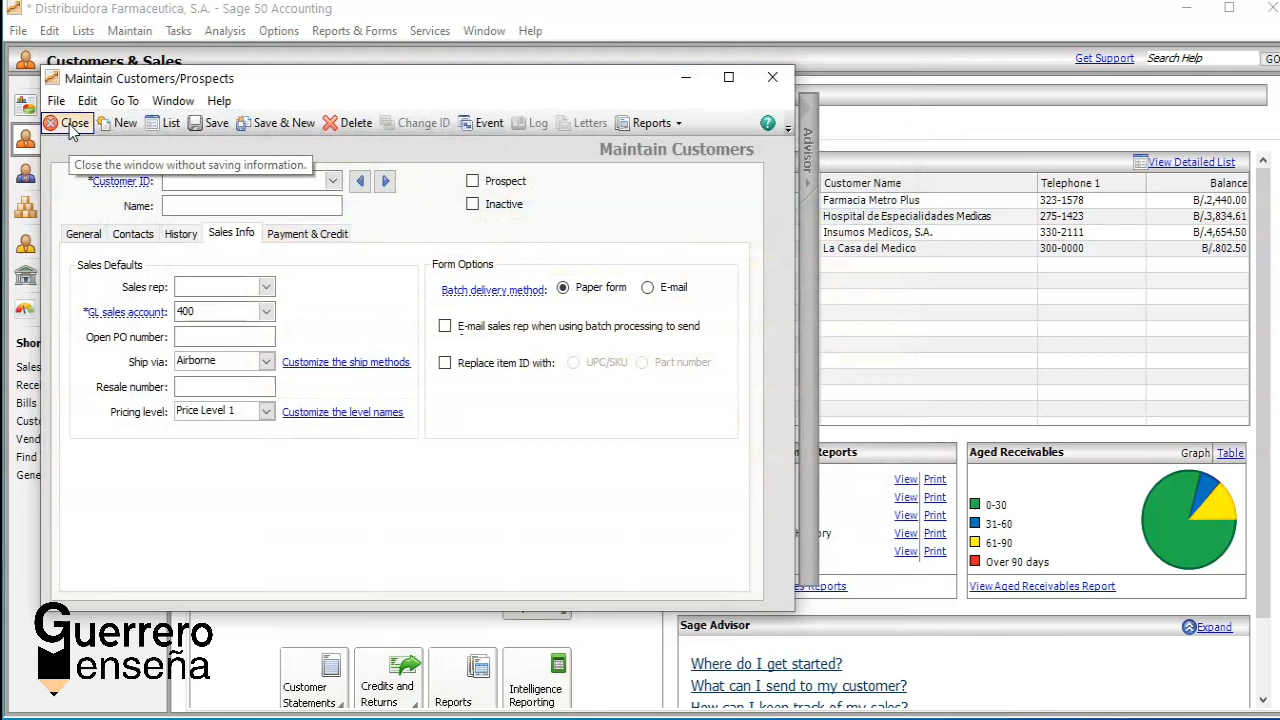 * Distribuidora Farmaceutica, S.A. - Sage 50 Accounting
File Edit Lists Maintain Tasks Analysis Options Reports & Forms Services Window Help
Customers & Sales
Get Support Search Help GO
Maintain Customers/Prospects
File Edit Go To Window Help
Close New List Save Save & New Delete Change ID Event Log Letters Reports
Maintain Customers
Advisor
Close the window without saving information.
*Customer ID:
Prospect
Name:
Inactive
General Contacts History Sales Info Payment & Credit
Sales Defaults
Sales rep:
*GL sales account: 400
Open PO number:
Ship via: Airborne Customize the ship methods
Resale number:
Pricing level: Price Level 1 Customize the level names
Form Options
Batch delivery method: Paper form E-mail
E-mail sales rep when using batch processing to send
Replace item ID with: UPC/SKU Part number
View Detailed List
Customer Name Telephone 1 Balance
Farmacia Metro Plus 323-1578 B/.2,440.00
Hospital de Especialidades Medicas 275-1423 B/.3,834.61
Insumos Medicos, S.A. 330-2111 B/.4,654.50
La Casa del Medico 300-0000 B/.802.50
Shor
Sales
Rece
Bills
Custo
Vend
Find
Gene
Reports
View Print
View Print
View Print
ory View Print
View Print
s Reports
Aged Receivables Graph Table
0-30
31-60
61-90
Over 90 days
View Aged Receivables Report
Sage Advisor Expand
Where do I get started?
What can I send to my customer?
How can I keep track of my sales?
Customer
Statements
Credits and
Returns
Reports
Intelligence
Reporting
Guerrero
enseña